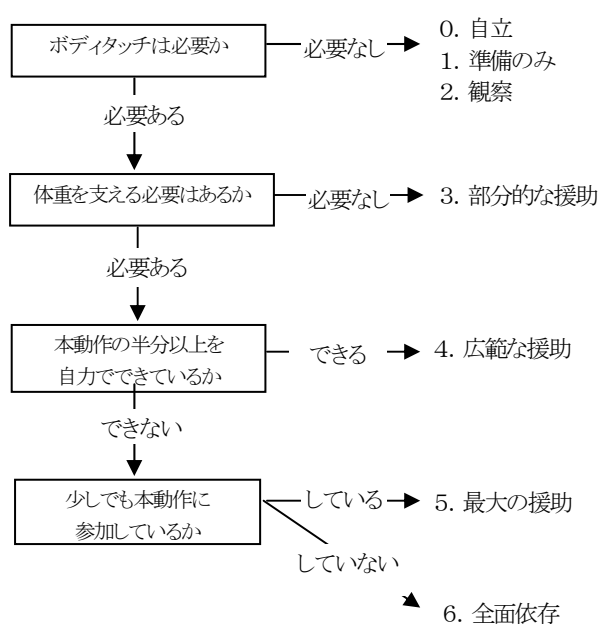 ボディタッチは必要か
必要なし
0. 自立
1. 準備のみ
2. 観察
必要ある
体重を支える必要はあるか
必要なし
3. 部分的な援助
必要ある
本動作の半分以上を
自力でできているか
できる
4. 広範な援助
できない
少しでも本動作に
参加しているか
している
5. 最大の援助
していない
6. 全面依存